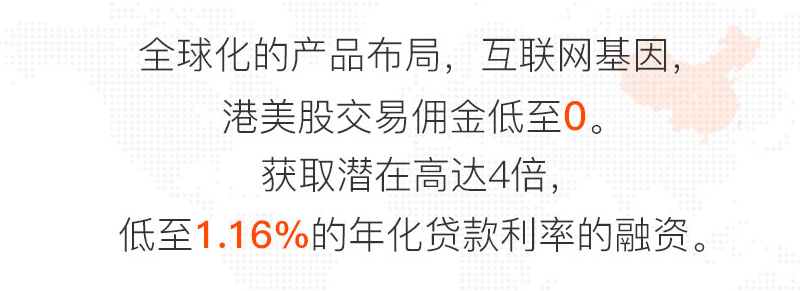 全球化的产品布局，互联网基因，
港美股交易佣金低至0。
获取潜在高达4倍，
低至1.16%的年化贷款利率的融资。